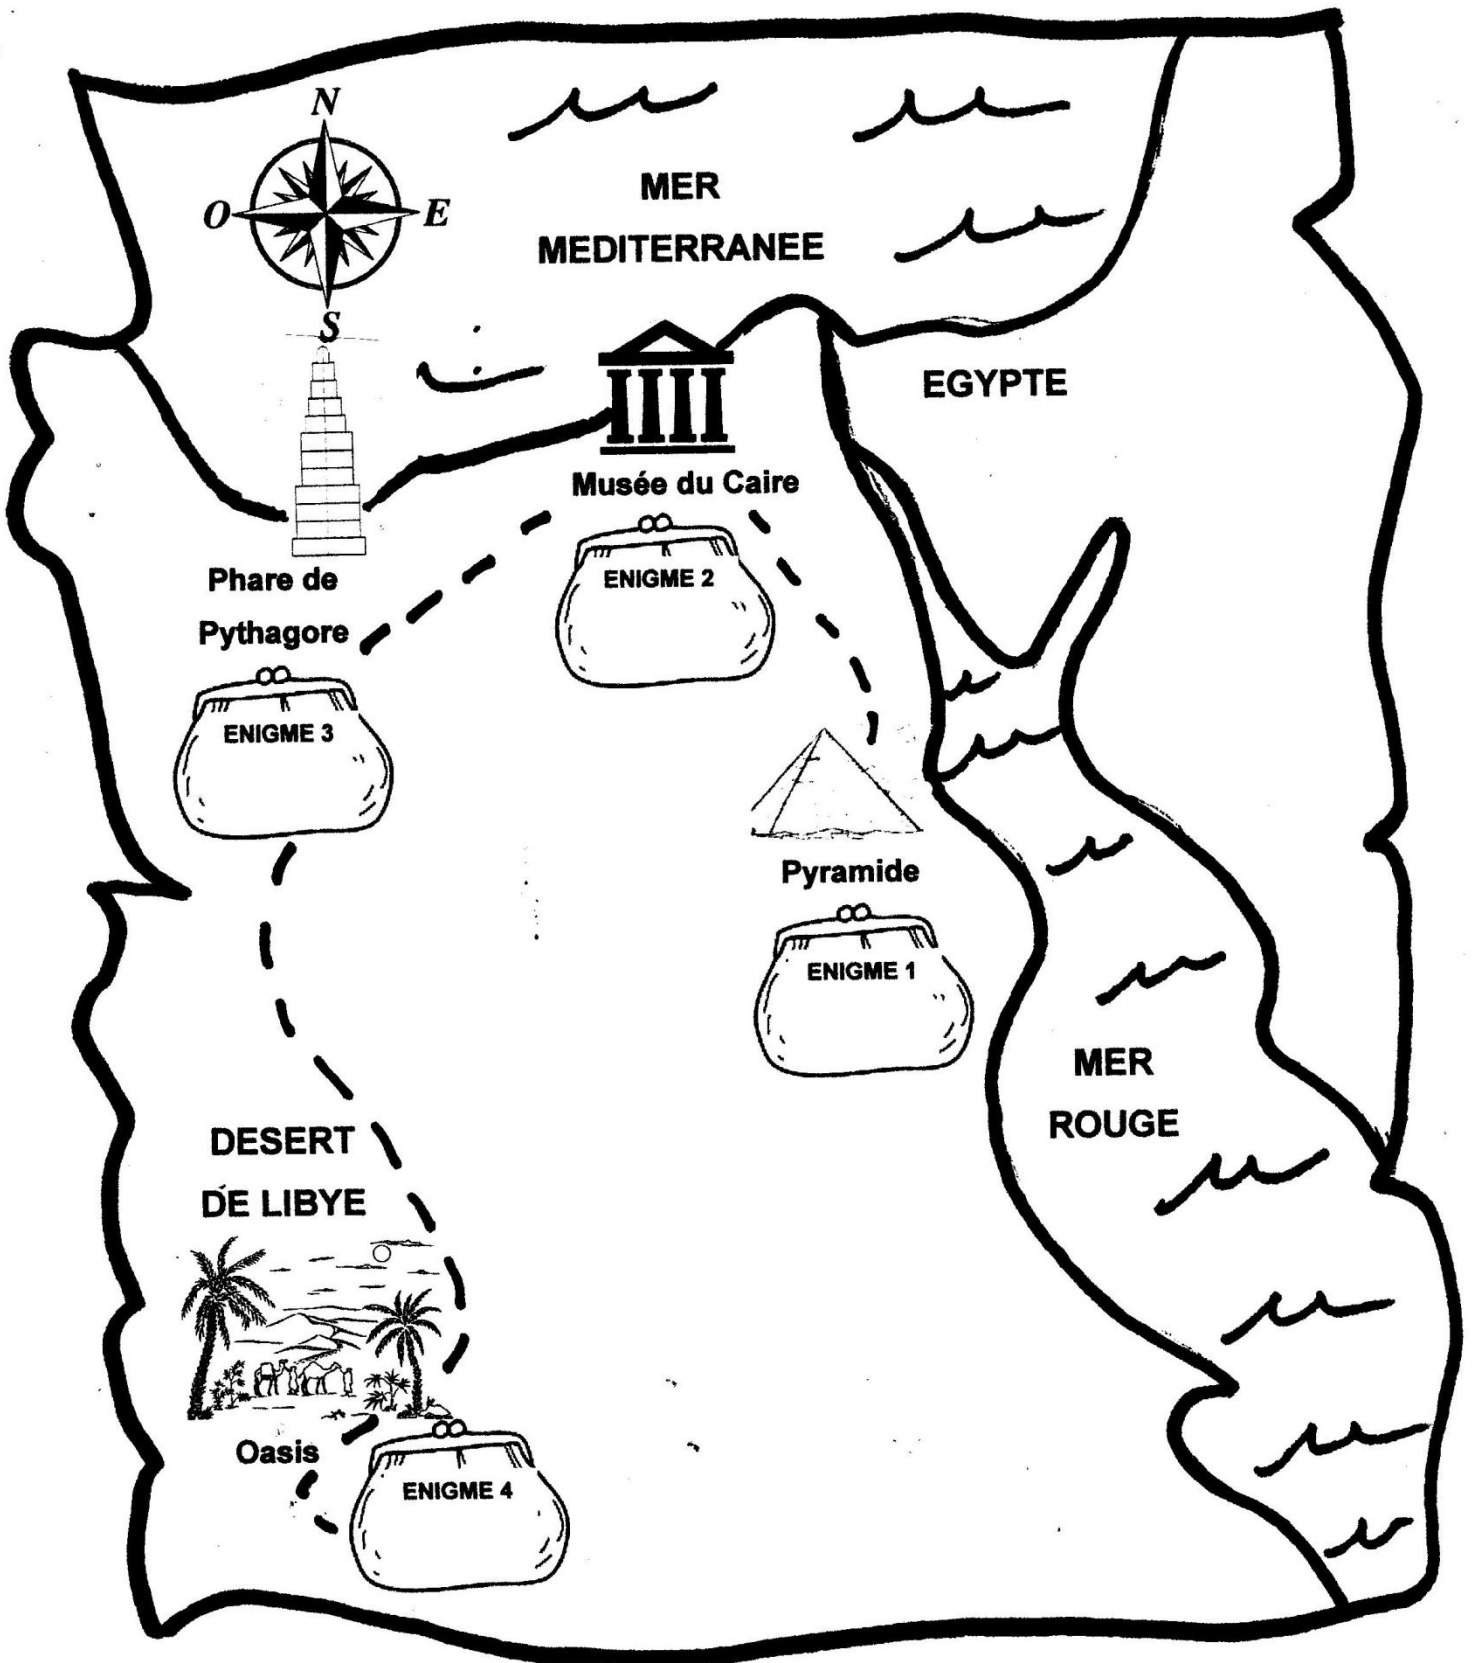 N
O
E
S
MER
MEDITERRANEE
EGYPTE
Musée du Caire
ENIGME 2
Phare de
Pythagore
ENIGME 3
Pyramide
ENIGME 1
MER
ROUGE
DESERT
DE LIBYE
Oasis
ENIGME 4